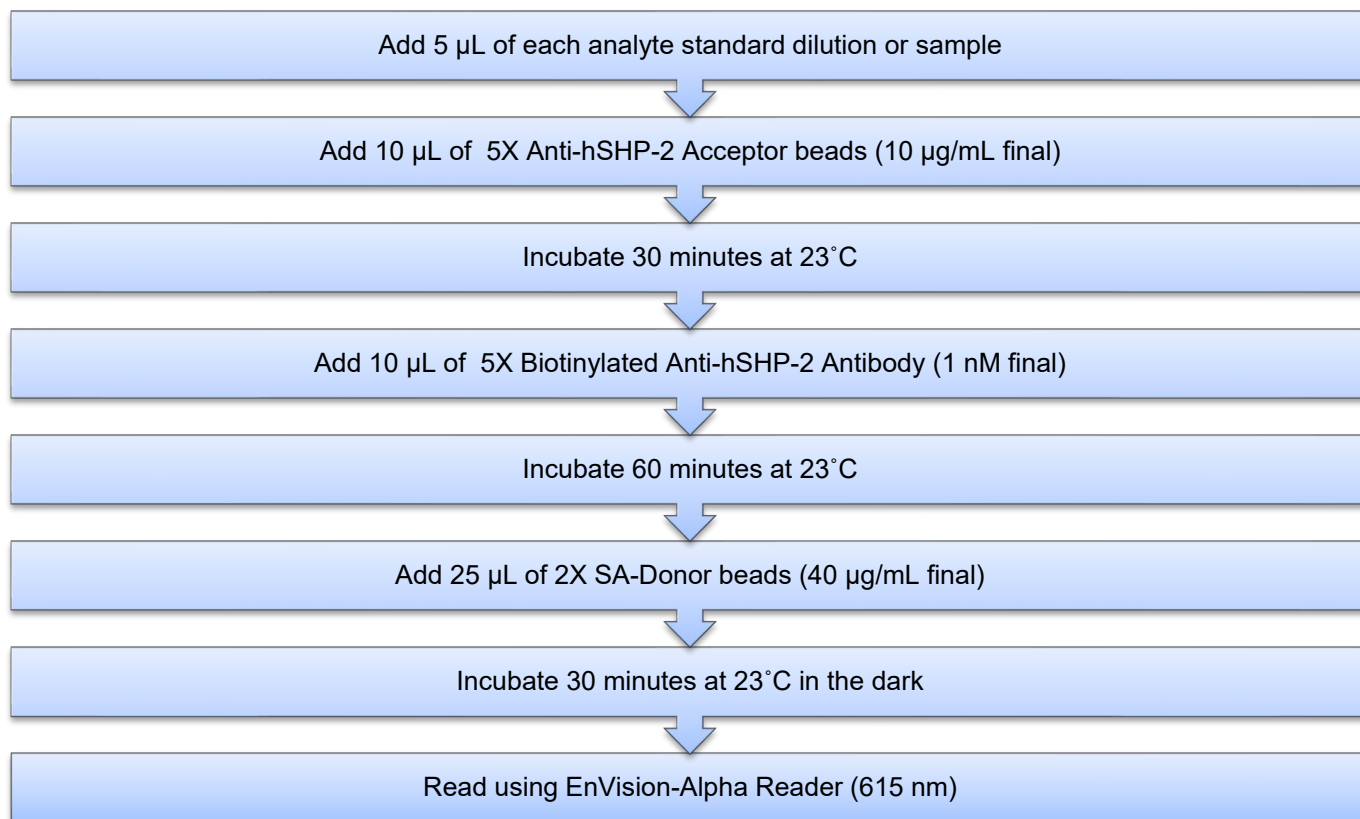 Add 5 µL of each analyte standard dilution or sample
Add 10 µL of  5X Anti-hSHP-2 Acceptor beads (10 µg/mL final)
Incubate 30 minutes at 23˚C
Add 10 µL of  5X Biotinylated Anti-hSHP-2 Antibody (1 nM final)
Incubate 60 minutes at 23˚C
Add 25 µL of 2X SA-Donor beads (40 µg/mL final)
Incubate 30 minutes at 23˚C in the dark
Read using EnVision-Alpha Reader (615 nm)